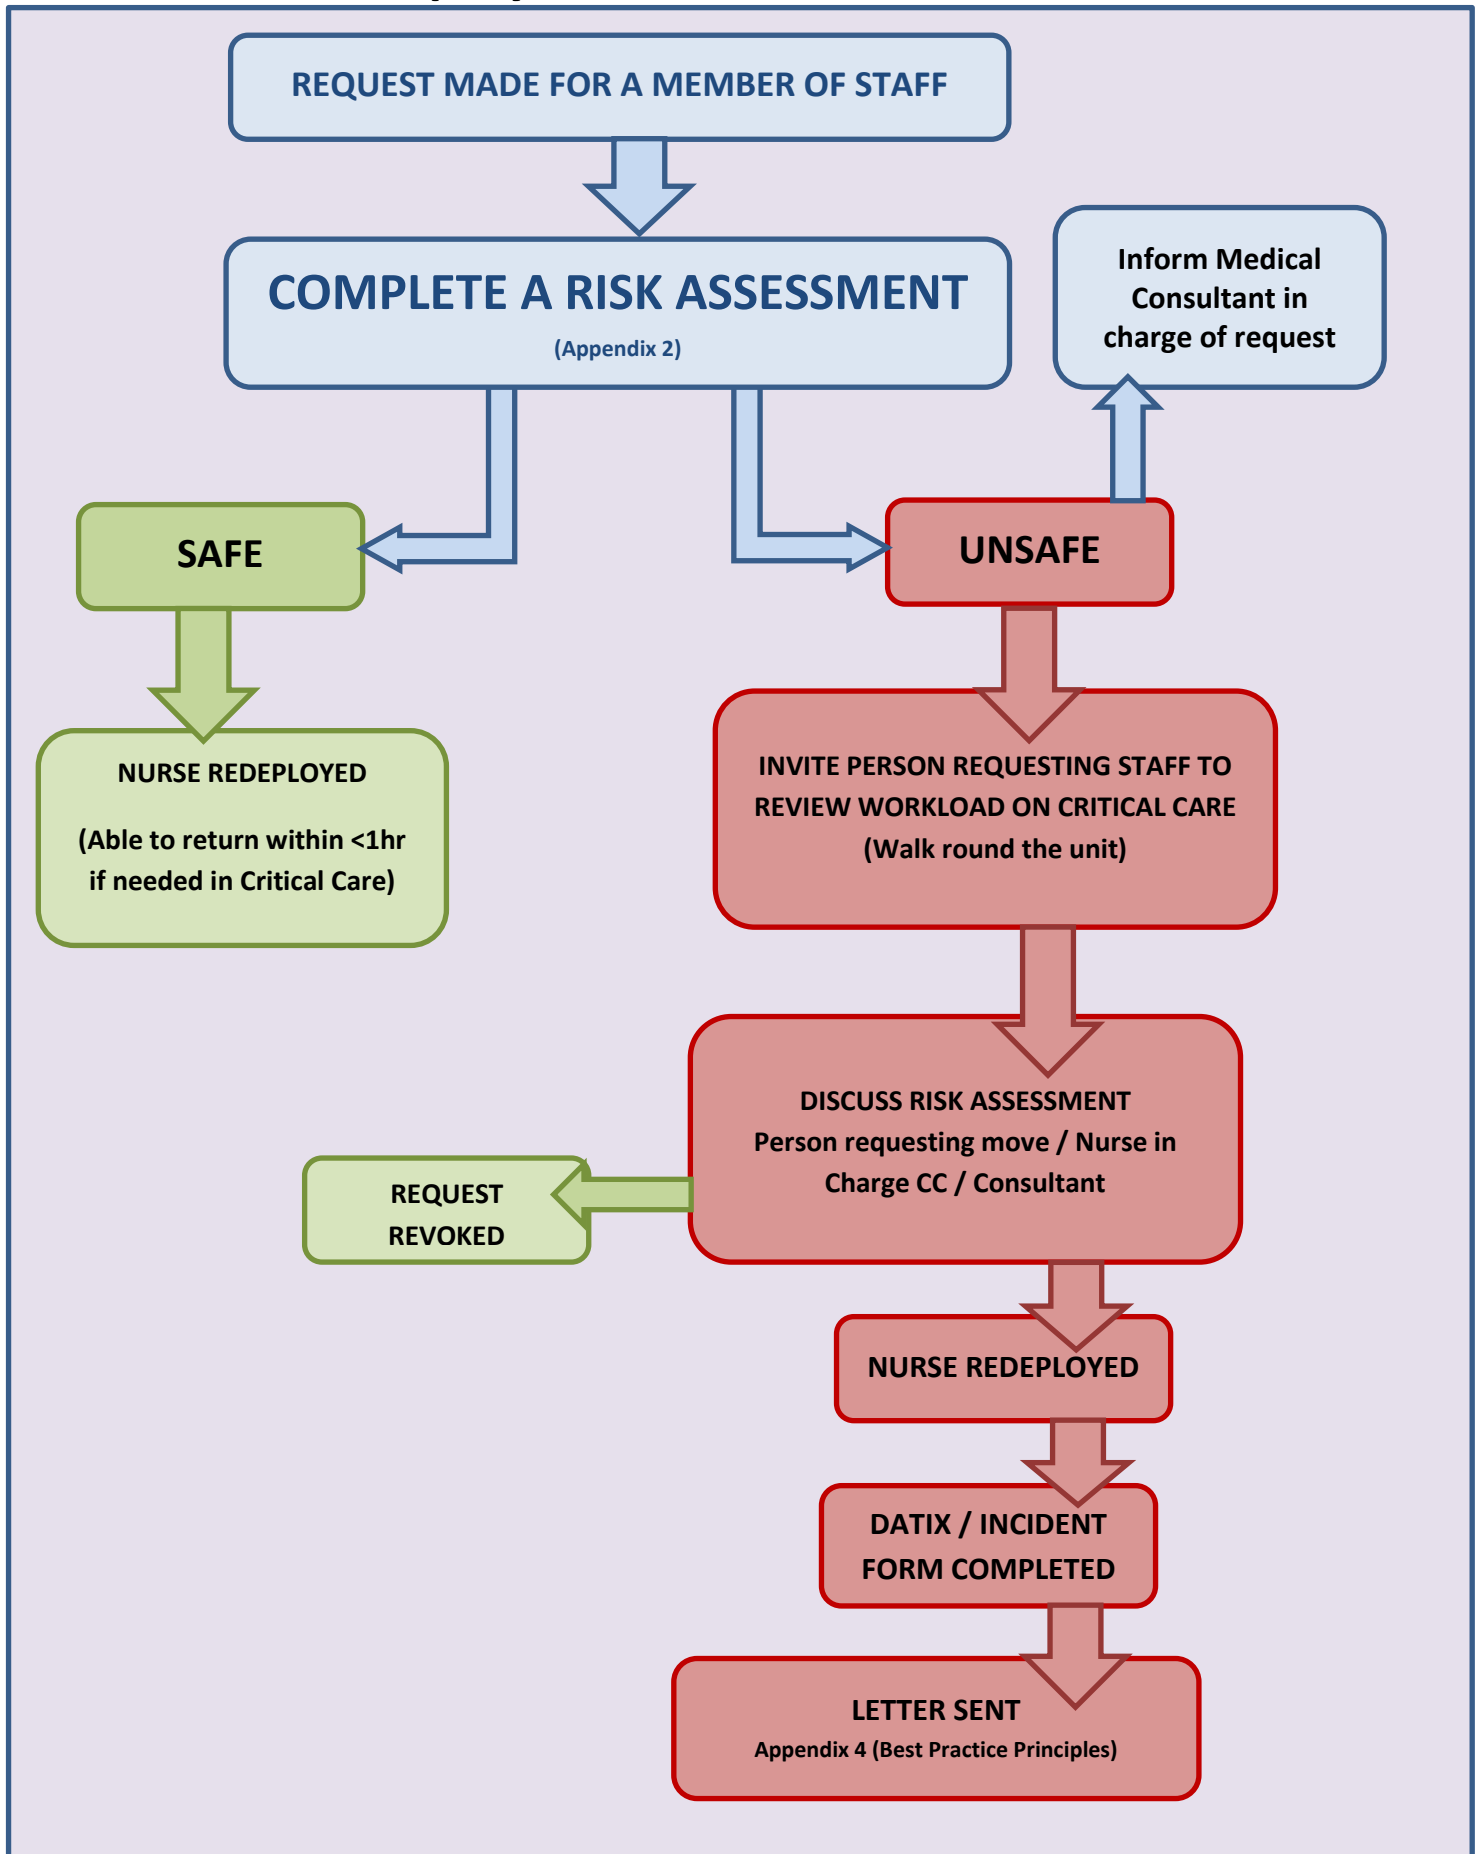 REQUEST MADE FOR A MEMBER OF STAFF
COMPLETE A RISK ASSESSMENT
(Appendix 2)
Inform Medical
Consultant in
charge of request
SAFE
UNSAFE
NURSE REDEPLOYED
(Able to return within <1hr
if needed in Critical Care)
INVITE PERSON REQUESTING STAFF TO
REVIEW WORKLOAD ON CRITICAL CARE
(Walk round the unit)
DISCUSS RISK ASSESSMENT
Person requesting move / Nurse in
Charge CC / Consultant
REQUEST
REVOKED
NURSE REDEPLOYED
DATIX / INCIDENT
FORM COMPLETED
LETTER SENT
Appendix 4 (Best Practice Principles)